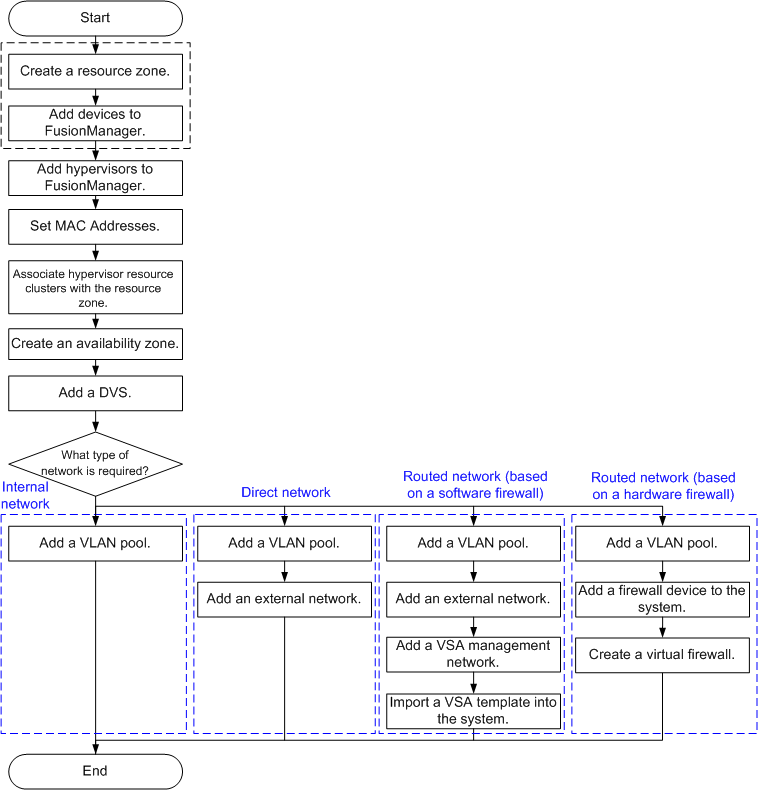 Start
Create a resource zone.
Add devices to
FusionManager.
Add hypervisors to
FusionManager.
Set MAC Addresses.
Associate hypervisor resource
clusters with the resource
zone.
Create an availability zone.
Add a DVS.
What type of
network is required?
Internal
network
Add a VLAN pool.
Direct network
Add a VLAN pool.
Add an external network.
Routed network (based
on a software firewall)
Add a VLAN pool.
Add an external network.
Add a VSA management
network.
Import a VSA template into
the system.
Routed network (based
on a hardware firewall)
Add a VLAN pool.
Add a firewall device to the
system.
Create a virtual firewall.
End